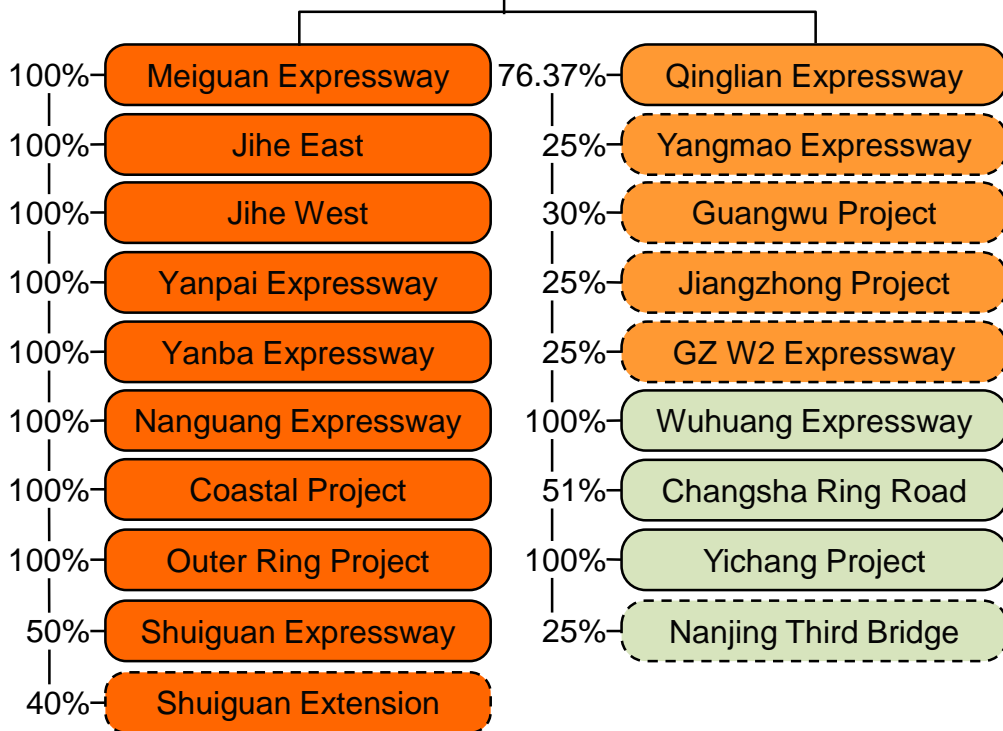 100% Meiguan Expressway
100% Jihe East
100% Jihe West
100% Yanpai Expressway
100% Yanba Expressway
100% Nanguang Expressway
100% Coastal Project
100% Outer Ring Project
50% Shuiguan Expressway
40% Shuiguan Extension
76.37% Qinglian Expressway
25% Yangmao Expressway
30% Guangwu Project
25% Jiangzhong Project
25% GZ W2 Expressway
100% Wuhuang Expressway
51% Changsha Ring Road
100% Yichang Project
25% Nanjing Third Bridge